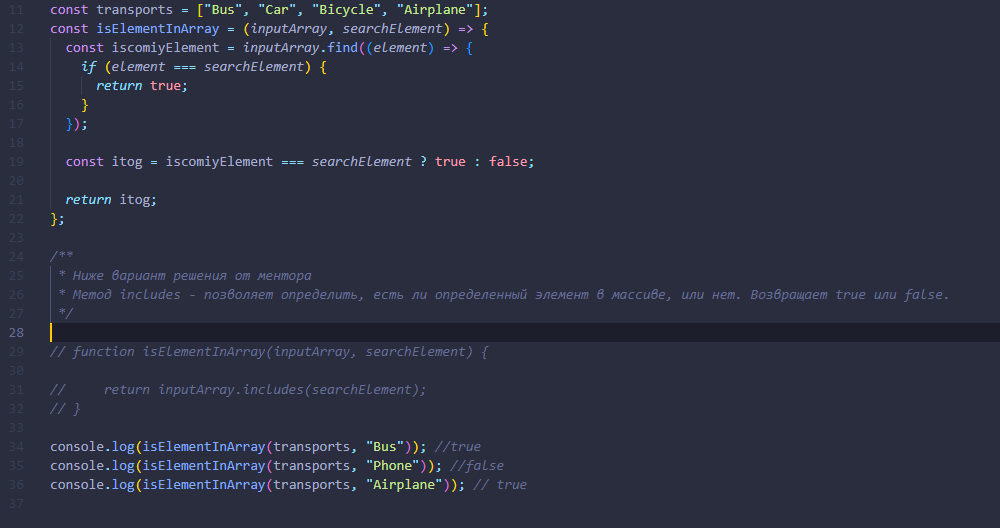 11 const transports = ["Bus", "Car", "Bicycle", "Airplane"];
12 const isElementInArray = (inputArray, searchElement) => {
13   const iscomiyElement = inputArray.find((element) => {
14     if (element === searchElement) {
15       return true;
16     }
17   });
18
19   const itog = iscomiyElement === searchElement ? true : false;
20
21   return itog;
22 };
23
24 /**
25  * Ниже вариант решения от ментора
26  * Метод includes - позволяет определить, есть ли определенный элемент в массиве, или нет. Возвращает true или false.
27  */
28
29 // function isElementInArray(inputArray, searchElement) {
30
31 //     return inputArray.includes(searchElement);
32 // }
33
34 console.log(isElementInArray(transports, "Bus")); //true
35 console.log(isElementInArray(transports, "Phone")); //false
36 console.log(isElementInArray(transports, "Airplane")); // true
37